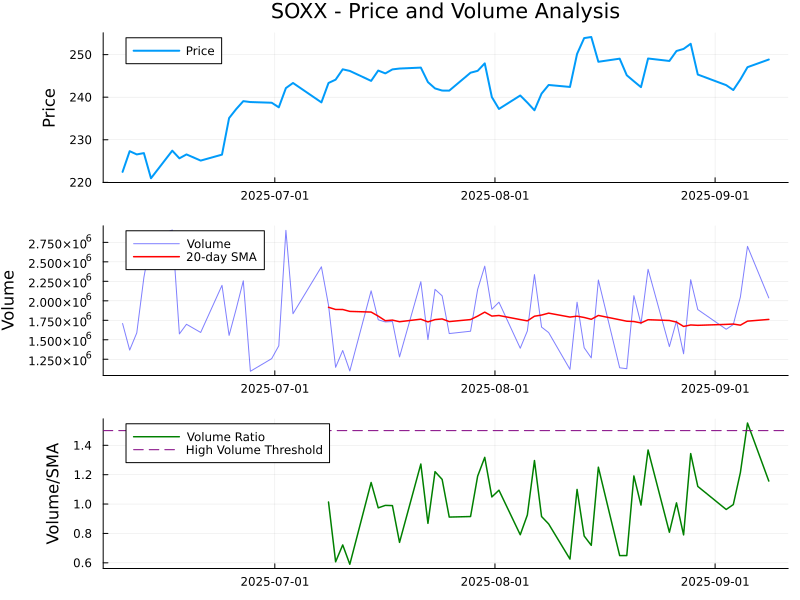 SOXX - Price and Volume Analysis
Price
Price
250
240
230
220
2025-07-01
2025-08-01
2025-09-01
Volume
Volume
20-day SMA
2.750×10⁶
2.500×10⁶
2.250×10⁶
2.000×10⁶
1.750×10⁶
1.500×10⁶
1.250×10⁶
2025-07-01
2025-08-01
2025-09-01
Volume/SMA
Volume Ratio
High Volume Threshold
1.4
1.2
1.0
0.8
0.6
2025-07-01
2025-08-01
2025-09-01